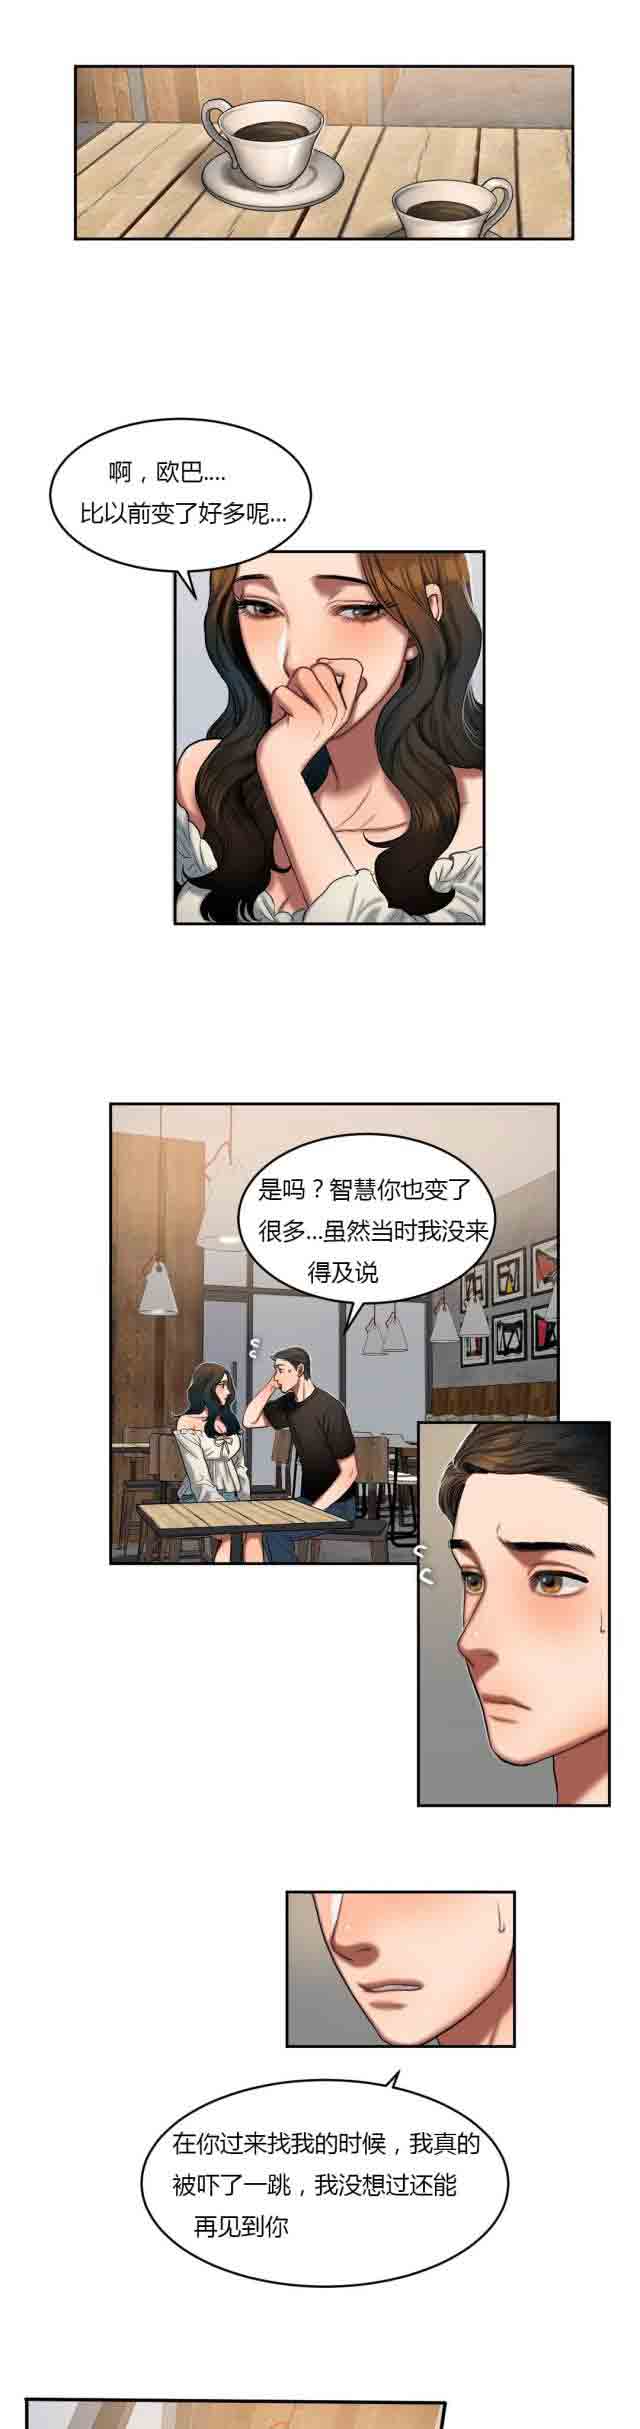 啊，欧巴....
比以前变了好多呢...
是吗？智慧你也变了
很多...虽然当时我没来
得及说
在你过来找我的时候，我真的
被吓了一跳，我没想过还能
再见到你